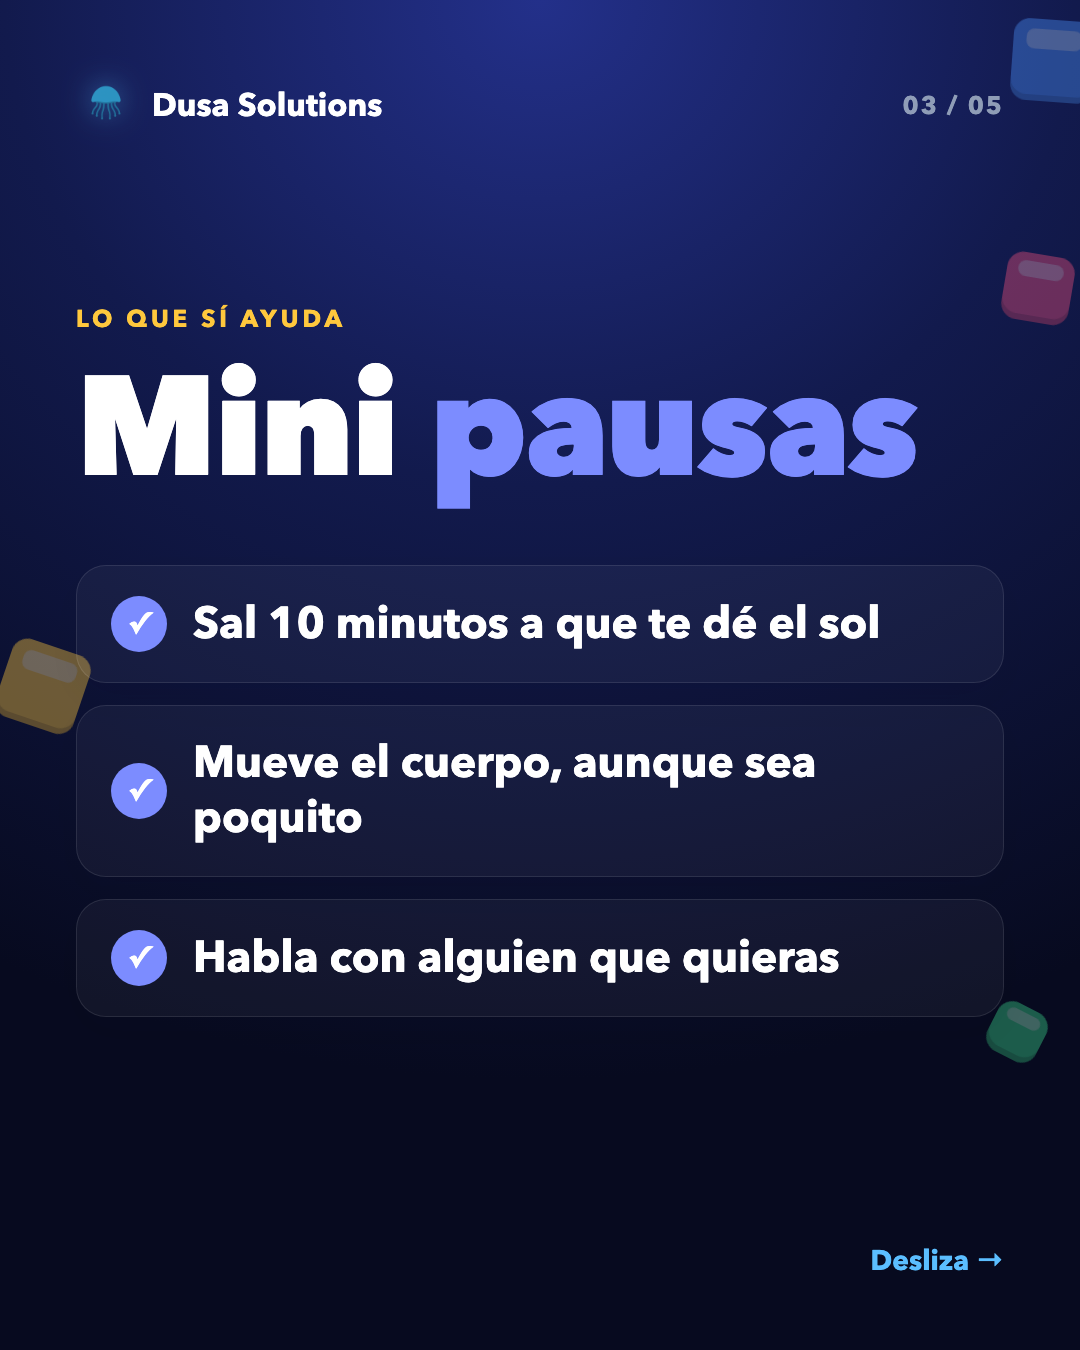 Dusa Solutions
03 / 05
LO QUE SÍ AYUDA
Mini pausas
✓ Sal 10 minutos a que te dé el sol
✓ Mueve el cuerpo, aunque sea
poquito
✓ Habla con alguien que quieras
Desliza →